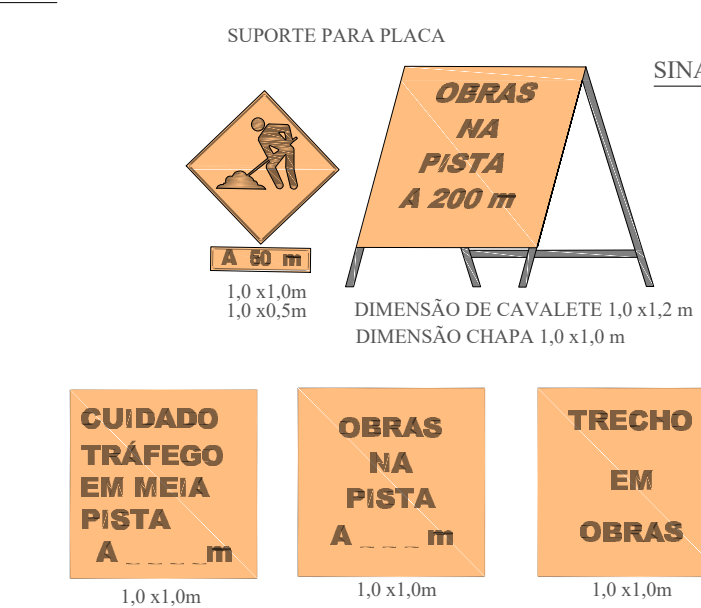 SUPORTE PARA PLACA
OBRAS
NA
PISTA
A 200 m
A 50 m
1,0 x1,0m
1,0 x0,5m
DIMENSÃO DE CAVALETE 1,0 x1,2 m
DIMENSÃO CHAPA 1,0 x1,0 m
CUIDADO
TRÁFEGO
EM MEIA
PISTA
A _ _ _ _ m
1,0 x1,0m
OBRAS
NA
PISTA
A _ _ _ m
1,0 x1,0m
TRECHO
EM
OBRAS
1,0 x1,0m